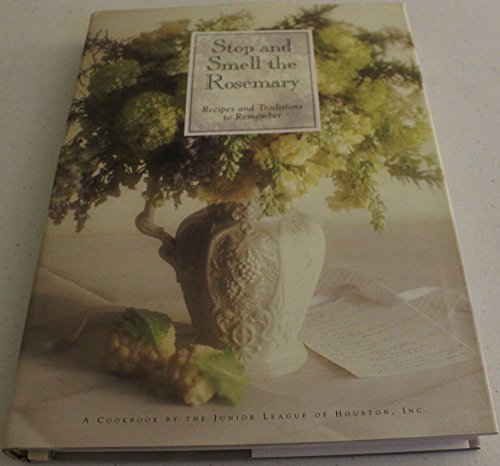 Stop and
Smell the
Rosemary
Recipes and Traditions
to Remember
A Cookbook by the Junior League of Houston, Inc.